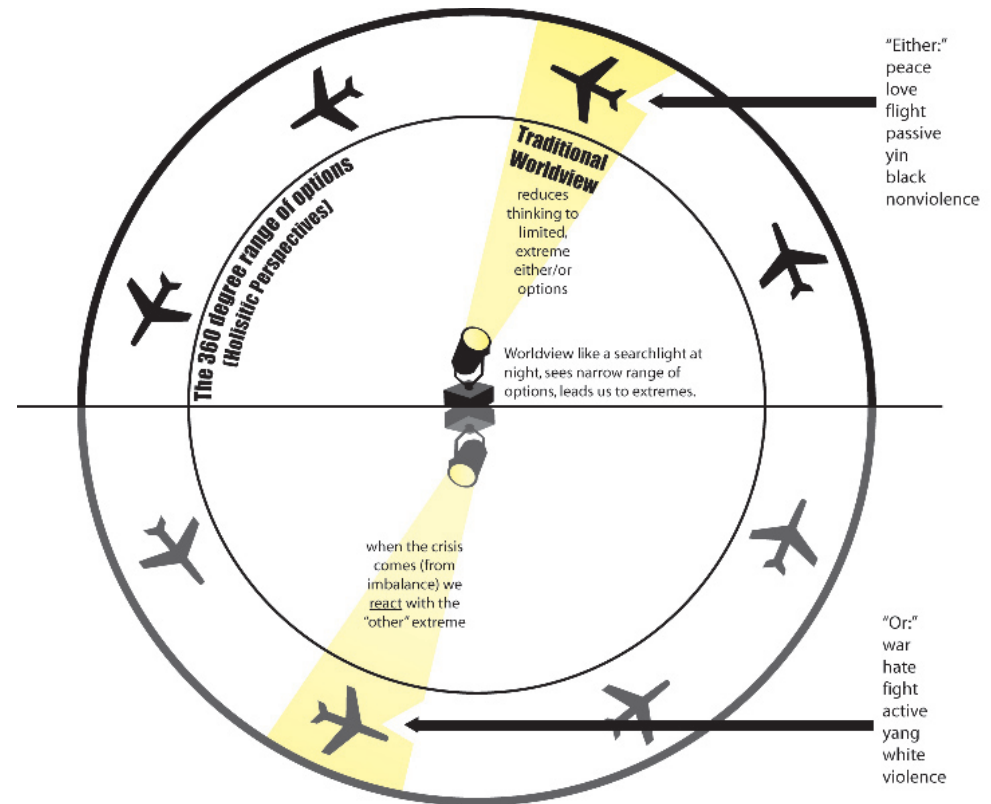 "Either:"
peace
love
flight
passive
yin
black
nonviolence
Traditional
Worldview
reduces
thinking to
limited,
extreme
either/or
options
The 360 degree range of options
(Holisitic Perspectives)
Worldview like a searchlight at
night, sees narrow range of
options, leads us to extremes.
when the crisis
comes (from
imbalance) we
react with the
"other" extreme
"Or:"
war
hate
fight
active
yang
white
violence